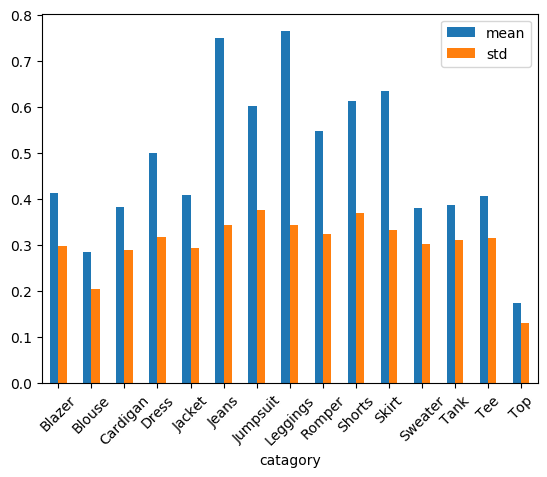 0.8
0.7
0.6
0.5
0.4
0.3
0.2
0.1
0.0
mean
std
Blazer
Blouse
Cardigan
Dress
Jacket
Jeans
Jumpsuit
Leggings
Romper
Shorts
Skirt
Sweater
Tank
Tee
Top
catagory